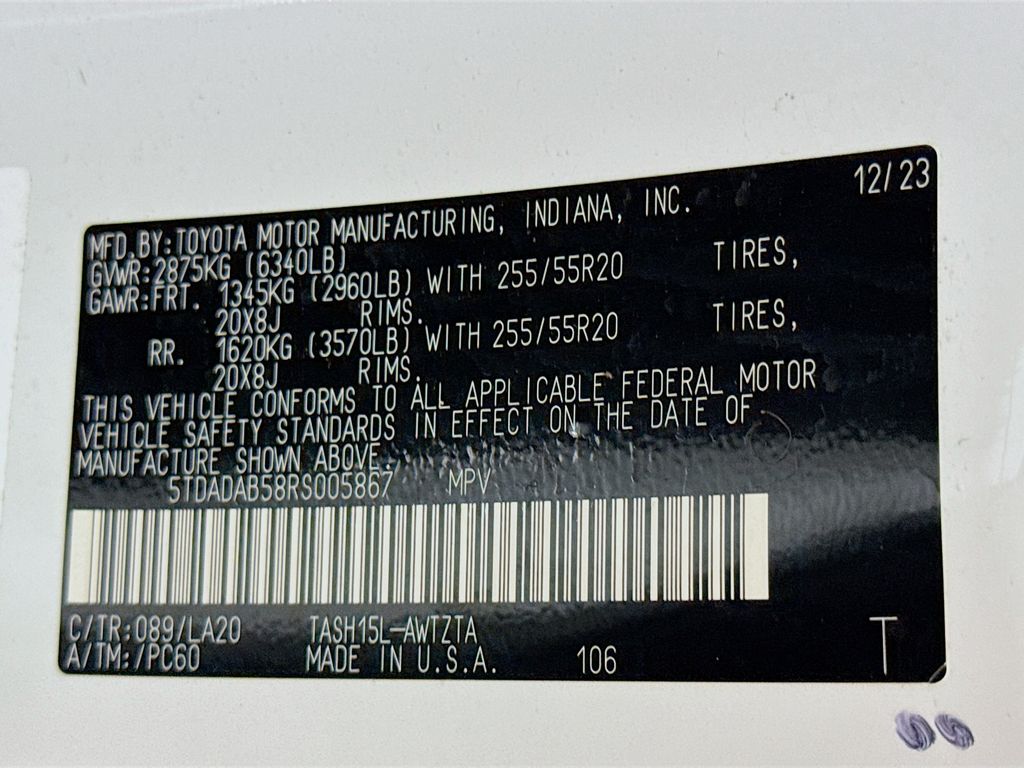 12/23
MFD.BY:TOYOTA MOTOR MANUFACTURING, INDIANA, INC.
GVWR:2875KG (6340LB)
GAWR:FRT. 1345KG (2960LB) WITH 255/55R20 TIRES,
20X8J RIMS.
RR. 1620KG (3570LB) WITH 255/55R20 TIRES,
20X8J RIMS.
THIS VEHICLE CONFORMS TO ALL APPLICABLE FEDERAL MOTOR
VEHICLE SAFETY STANDARDS IN EFFECT ON THE DATE OF
MANUFACTURE SHOWN ABOVE.
5TDADAB58RS005867 MPV
C/TR:089/LA20 TASH15L-AWTZTA
A/TM:/PC60 MADE IN U.S.A. 106 T